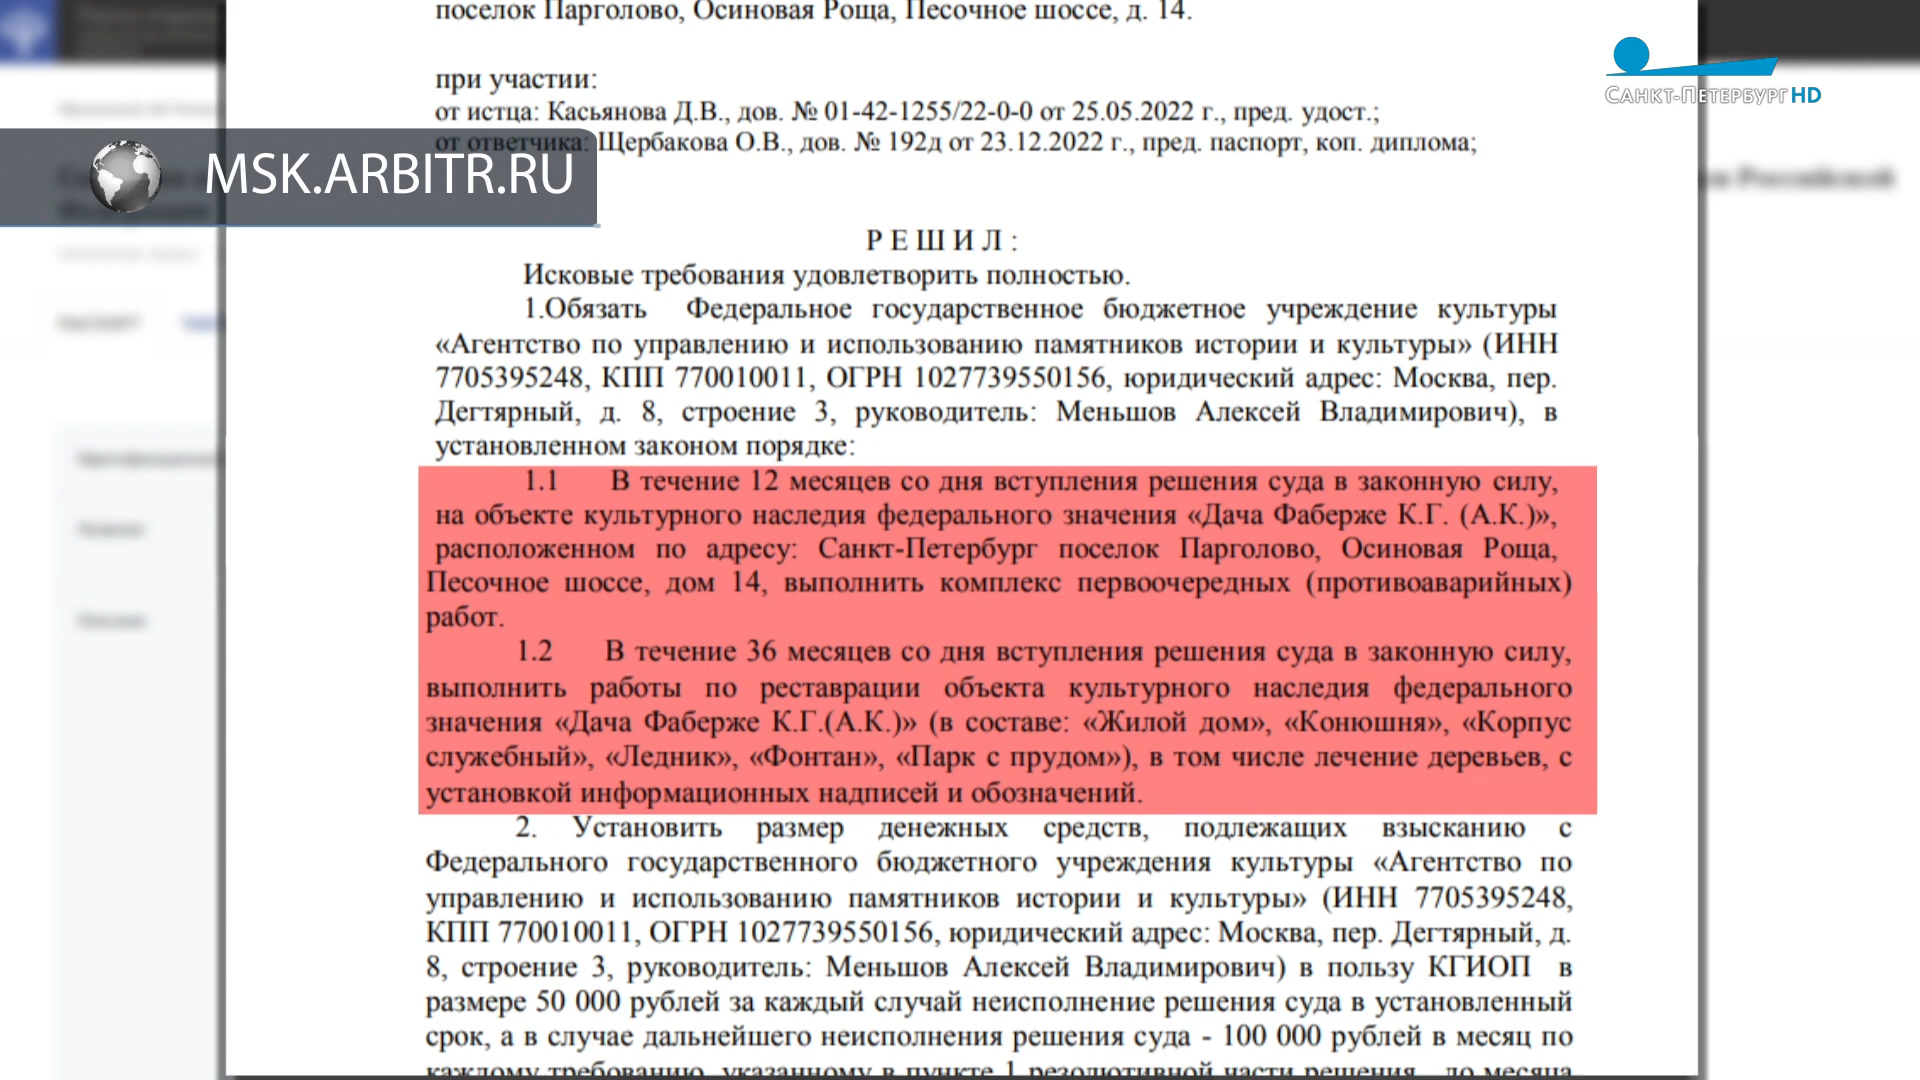 поселок Парголово, Осиновая Роща, Песочное шоссе, д. 14.
при участии:
от истца: Касьянова Д.В., дов. № 01-42-1255/22-0-0 от 25.05.2022 г., пред. удост.;
от ответчика: Щербакова О.В., дов. № 192д от 23.12.2022 г., пред. паспорт, коп. диплома;
MSK.ARBITR.RU
САНКТ-ПЕТЕРБУРГ HD
Российской
Р Е Ш И Л :
Исковые требования удовлетворить полностью.
1.Обязать Федеральное государственное бюджетное учреждение культуры
«Агентство по управлению и использованию памятников истории и культуры» (ИНН
7705395248, КПП 770010011, ОГРН 1027739550156, юридический адрес: Москва, пер.
Дегтярный, д. 8, строение 3, руководитель: Меньшов Алексей Владимирович), в
установленном законом порядке:
1.1 В течение 12 месяцев со дня вступления решения суда в законную силу,
на объекте культурного наследия федерального значения «Дача Фаберже К.Г. (А.К.)»,
расположенном по адресу: Санкт-Петербург поселок Парголово, Осиновая Роща,
Песочное шоссе, дом 14, выполнить комплекс первоочередных (противоаварийных)
работ.
1.2 В течение 36 месяцев со дня вступления решения суда в законную силу,
выполнить работы по реставрации объекта культурного наследия федерального
значения «Дача Фаберже К.Г.(А.К.)» (в составе: «Жилой дом», «Конюшня», «Корпус
служебный», «Ледник», «Фонтан», «Парк с прудом»), в том числе лечение деревьев, с
установкой информационных надписей и обозначений.
2. Установить размер денежных средств, подлежащих взысканию с
Федерального государственного бюджетного учреждения культуры «Агентство по
управлению и использованию памятников истории и культуры» (ИНН 7705395248,
КПП 770010011, ОГРН 1027739550156, юридический адрес: Москва, пер. Дегтярный, д.
8, строение 3, руководитель: Меньшов Алексей Владимирович) в пользу КГИОП в
размере 50 000 рублей за каждый случай неисполнение решения суда в установленный
срок, а в случае дальнейшего неисполнения решения суда - 100 000 рублей в месяц по
каждому требованию, указанному в пункте 1 резолютивной части решения, до месяца